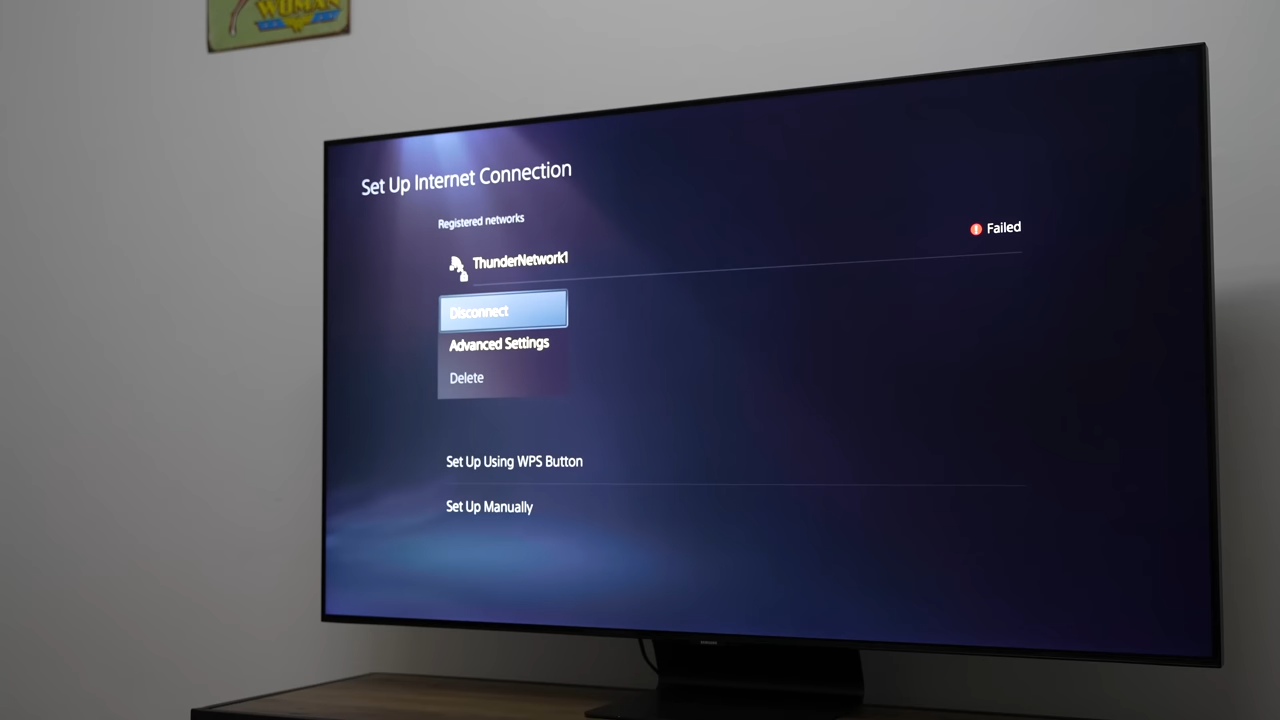 WOMAN
Set Up Internet Connection
Registered networks
ThunderNetwork1
Failed
Disconnect
Advanced Settings
Delete
Set Up Using WPS Button
Set Up Manually